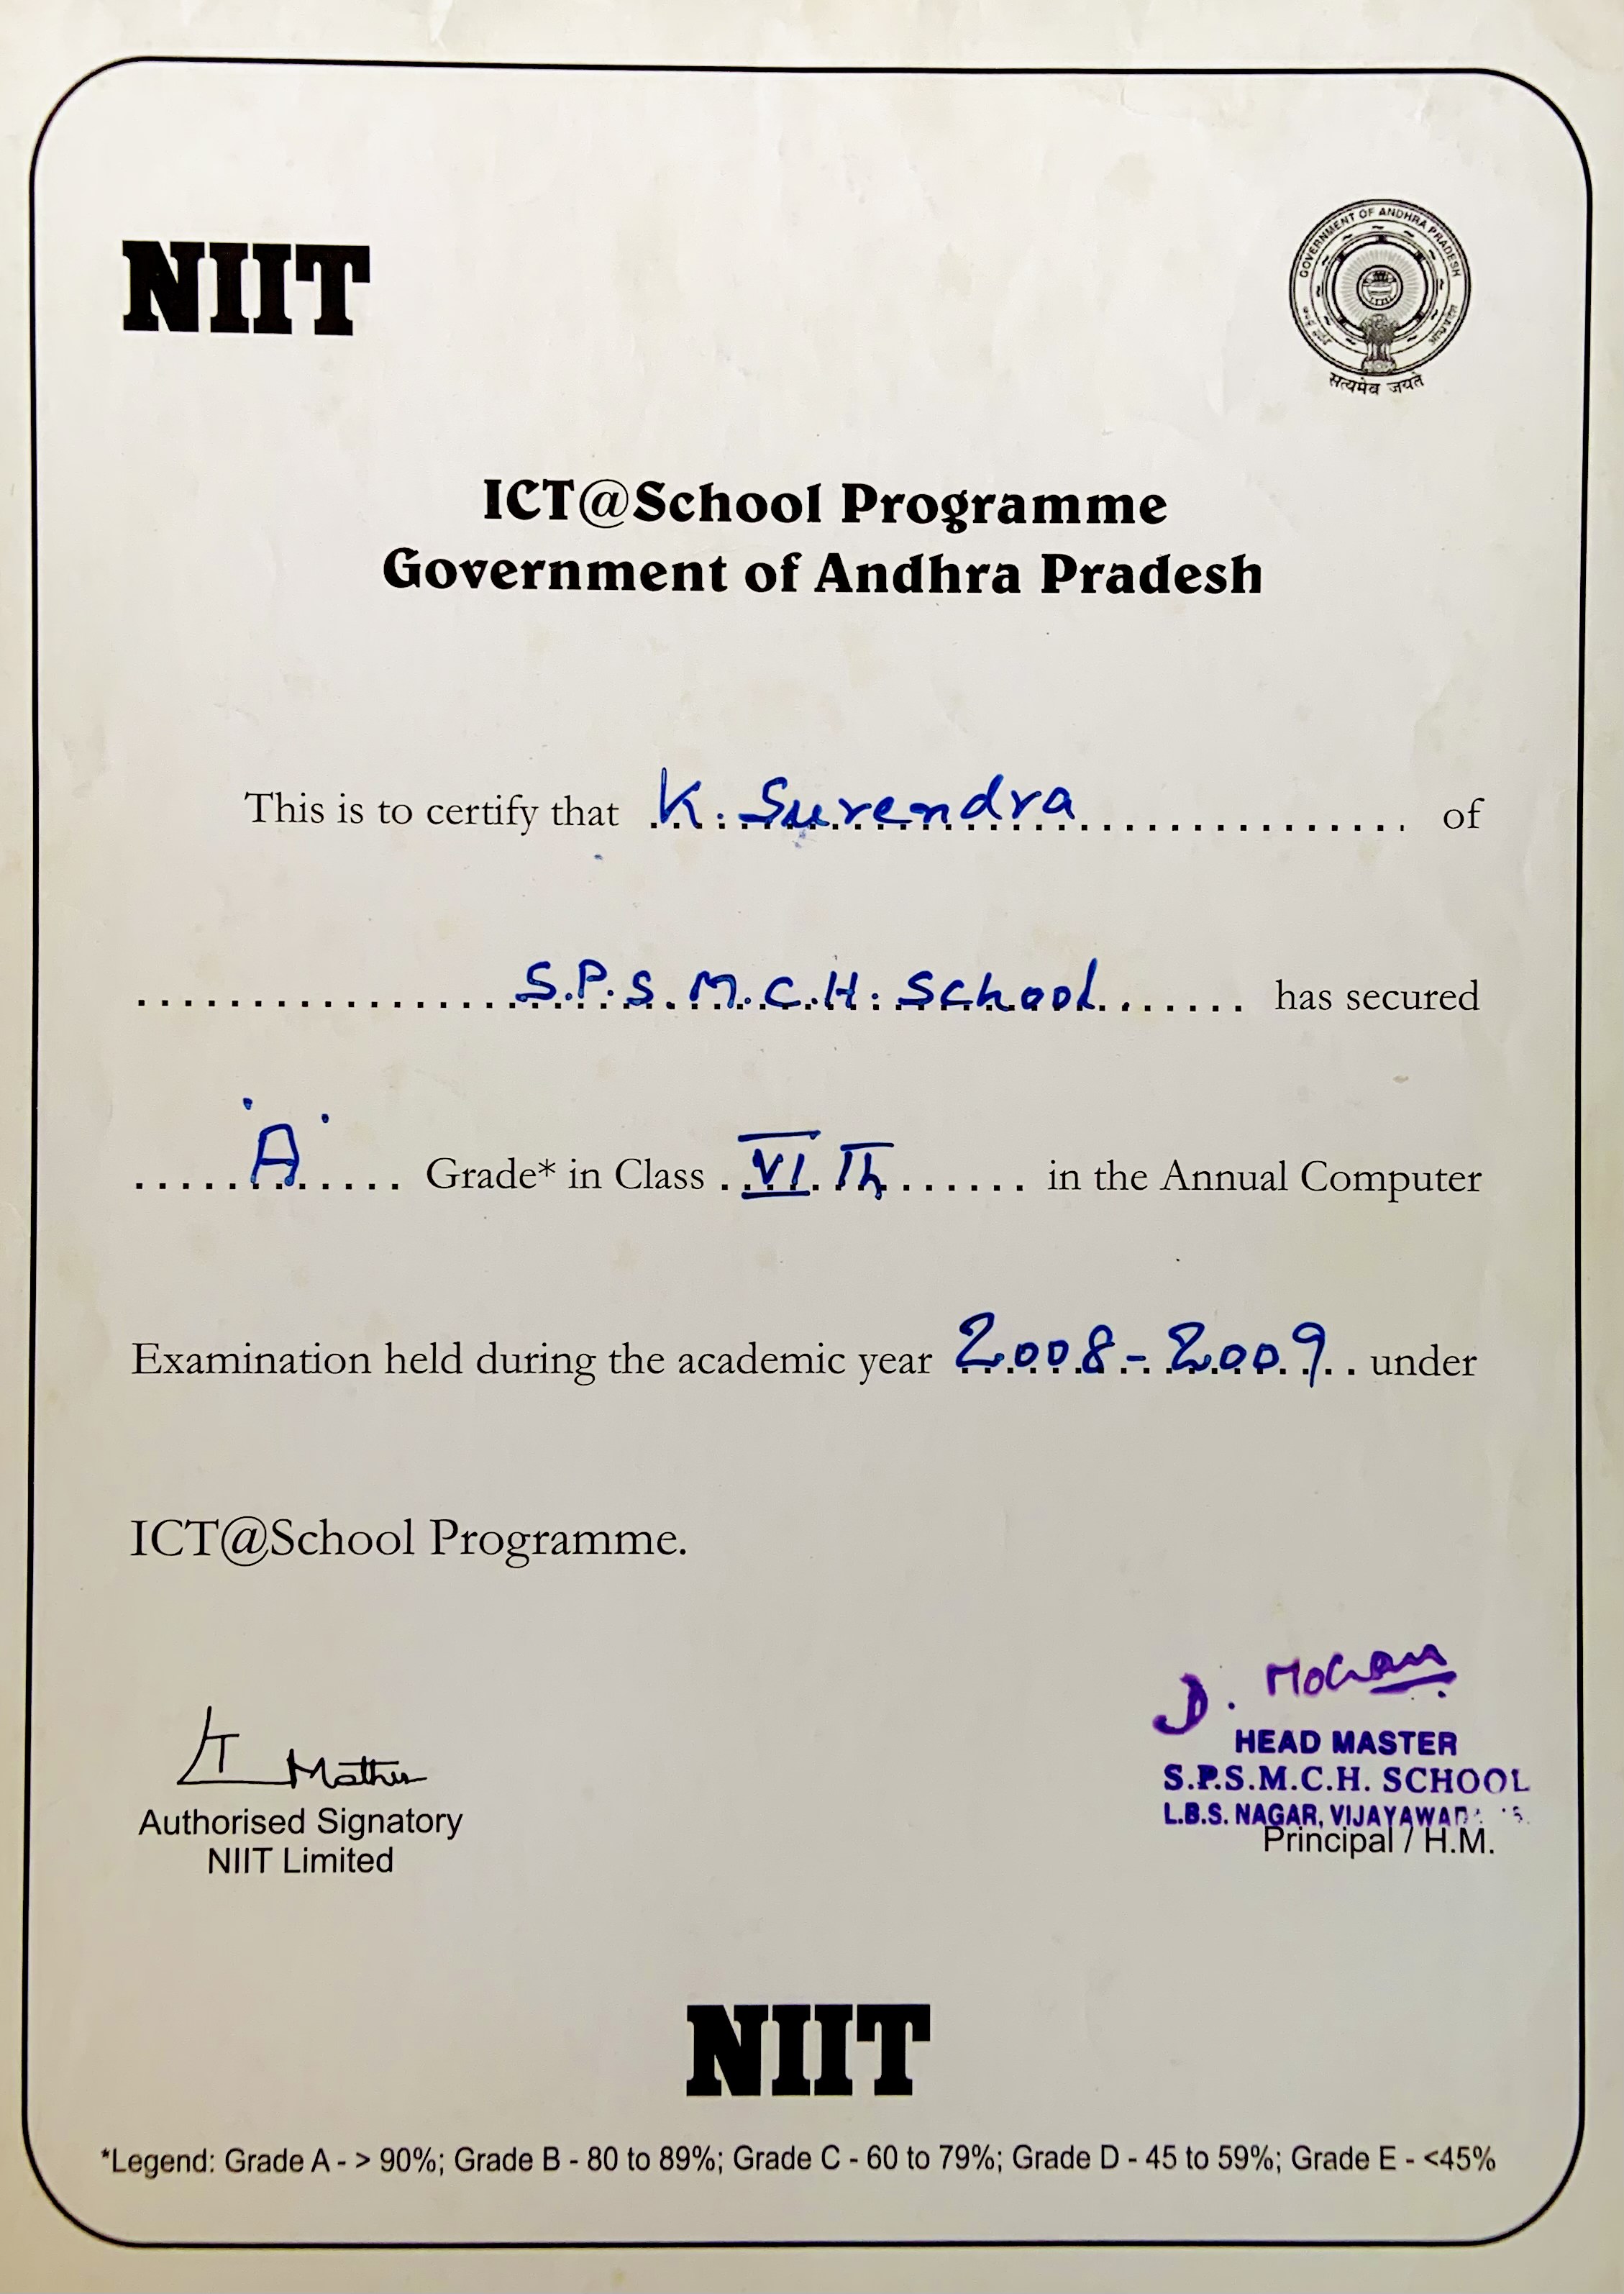 NIIT
GOVERNMENT OF ANDHRA PRADESH
सत्यमेव जयते
ICT@School Programme
Government of Andhra Pradesh
This is to certify that K. Surendra of
S.P.S.M.C.H. School has secured
'A' Grade* in Class VI Th in the Annual Computer
Examination held during the academic year 2008-2009 under
ICT@School Programme.
D. Mohan
HEAD MASTER
S.P.S.M.C.H. SCHOOL
L.B.S. NAGAR,
Principal / H.M.
Mathur
Authorised Signatory
NIIT Limited
NIIT
*Legend: Grade A - > 90%; Grade B - 80 to 89%; Grade C - 60 to 79%; Grade D - 45 to 59%; Grade E - <45%